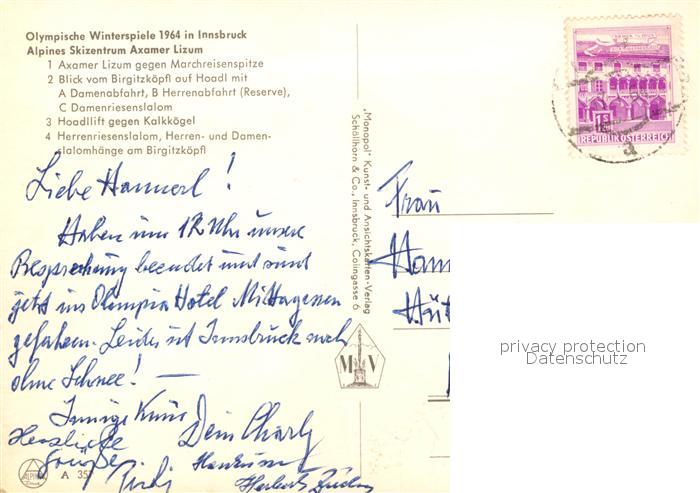 Olympische Winterspiele 1964 in Innsbruck
Alpines Skizentrum Axamer Lizum
1 Axamer Lizum gegen Marchreisenspitze
2 Blick vom Birgitzköpfl auf Hoadl mit
A Damenabfahrt, B Herrenabfahrt (Reserve),
C Damenriesenslalom
3 Hoadllift gegen Kalkkögel
4 Herrenriesenslalom, Herren- und Damen-
slalomhänge am Birgitzköpfl
Liebe Hannerl!
Haben um 12 Uhr unsere
Besprechung beendet und sind
jetzt ins Olympia Hotel Mittagessen
gefahren. Leider ist Innsbruck noch
ohne Schnee! —
Innige Küsse
Dein Charly
Herzliche
Grüße
Herbert
ALPINA
A 357
"Monopol" Kunst- und Ansichtskarten-Verlag
Schöllhorn & Co., Innsbruck, Colingasse 6
M V
1 S
REPUBLIK ÖSTERREICH
Frau
privacy protection
Datenschutz